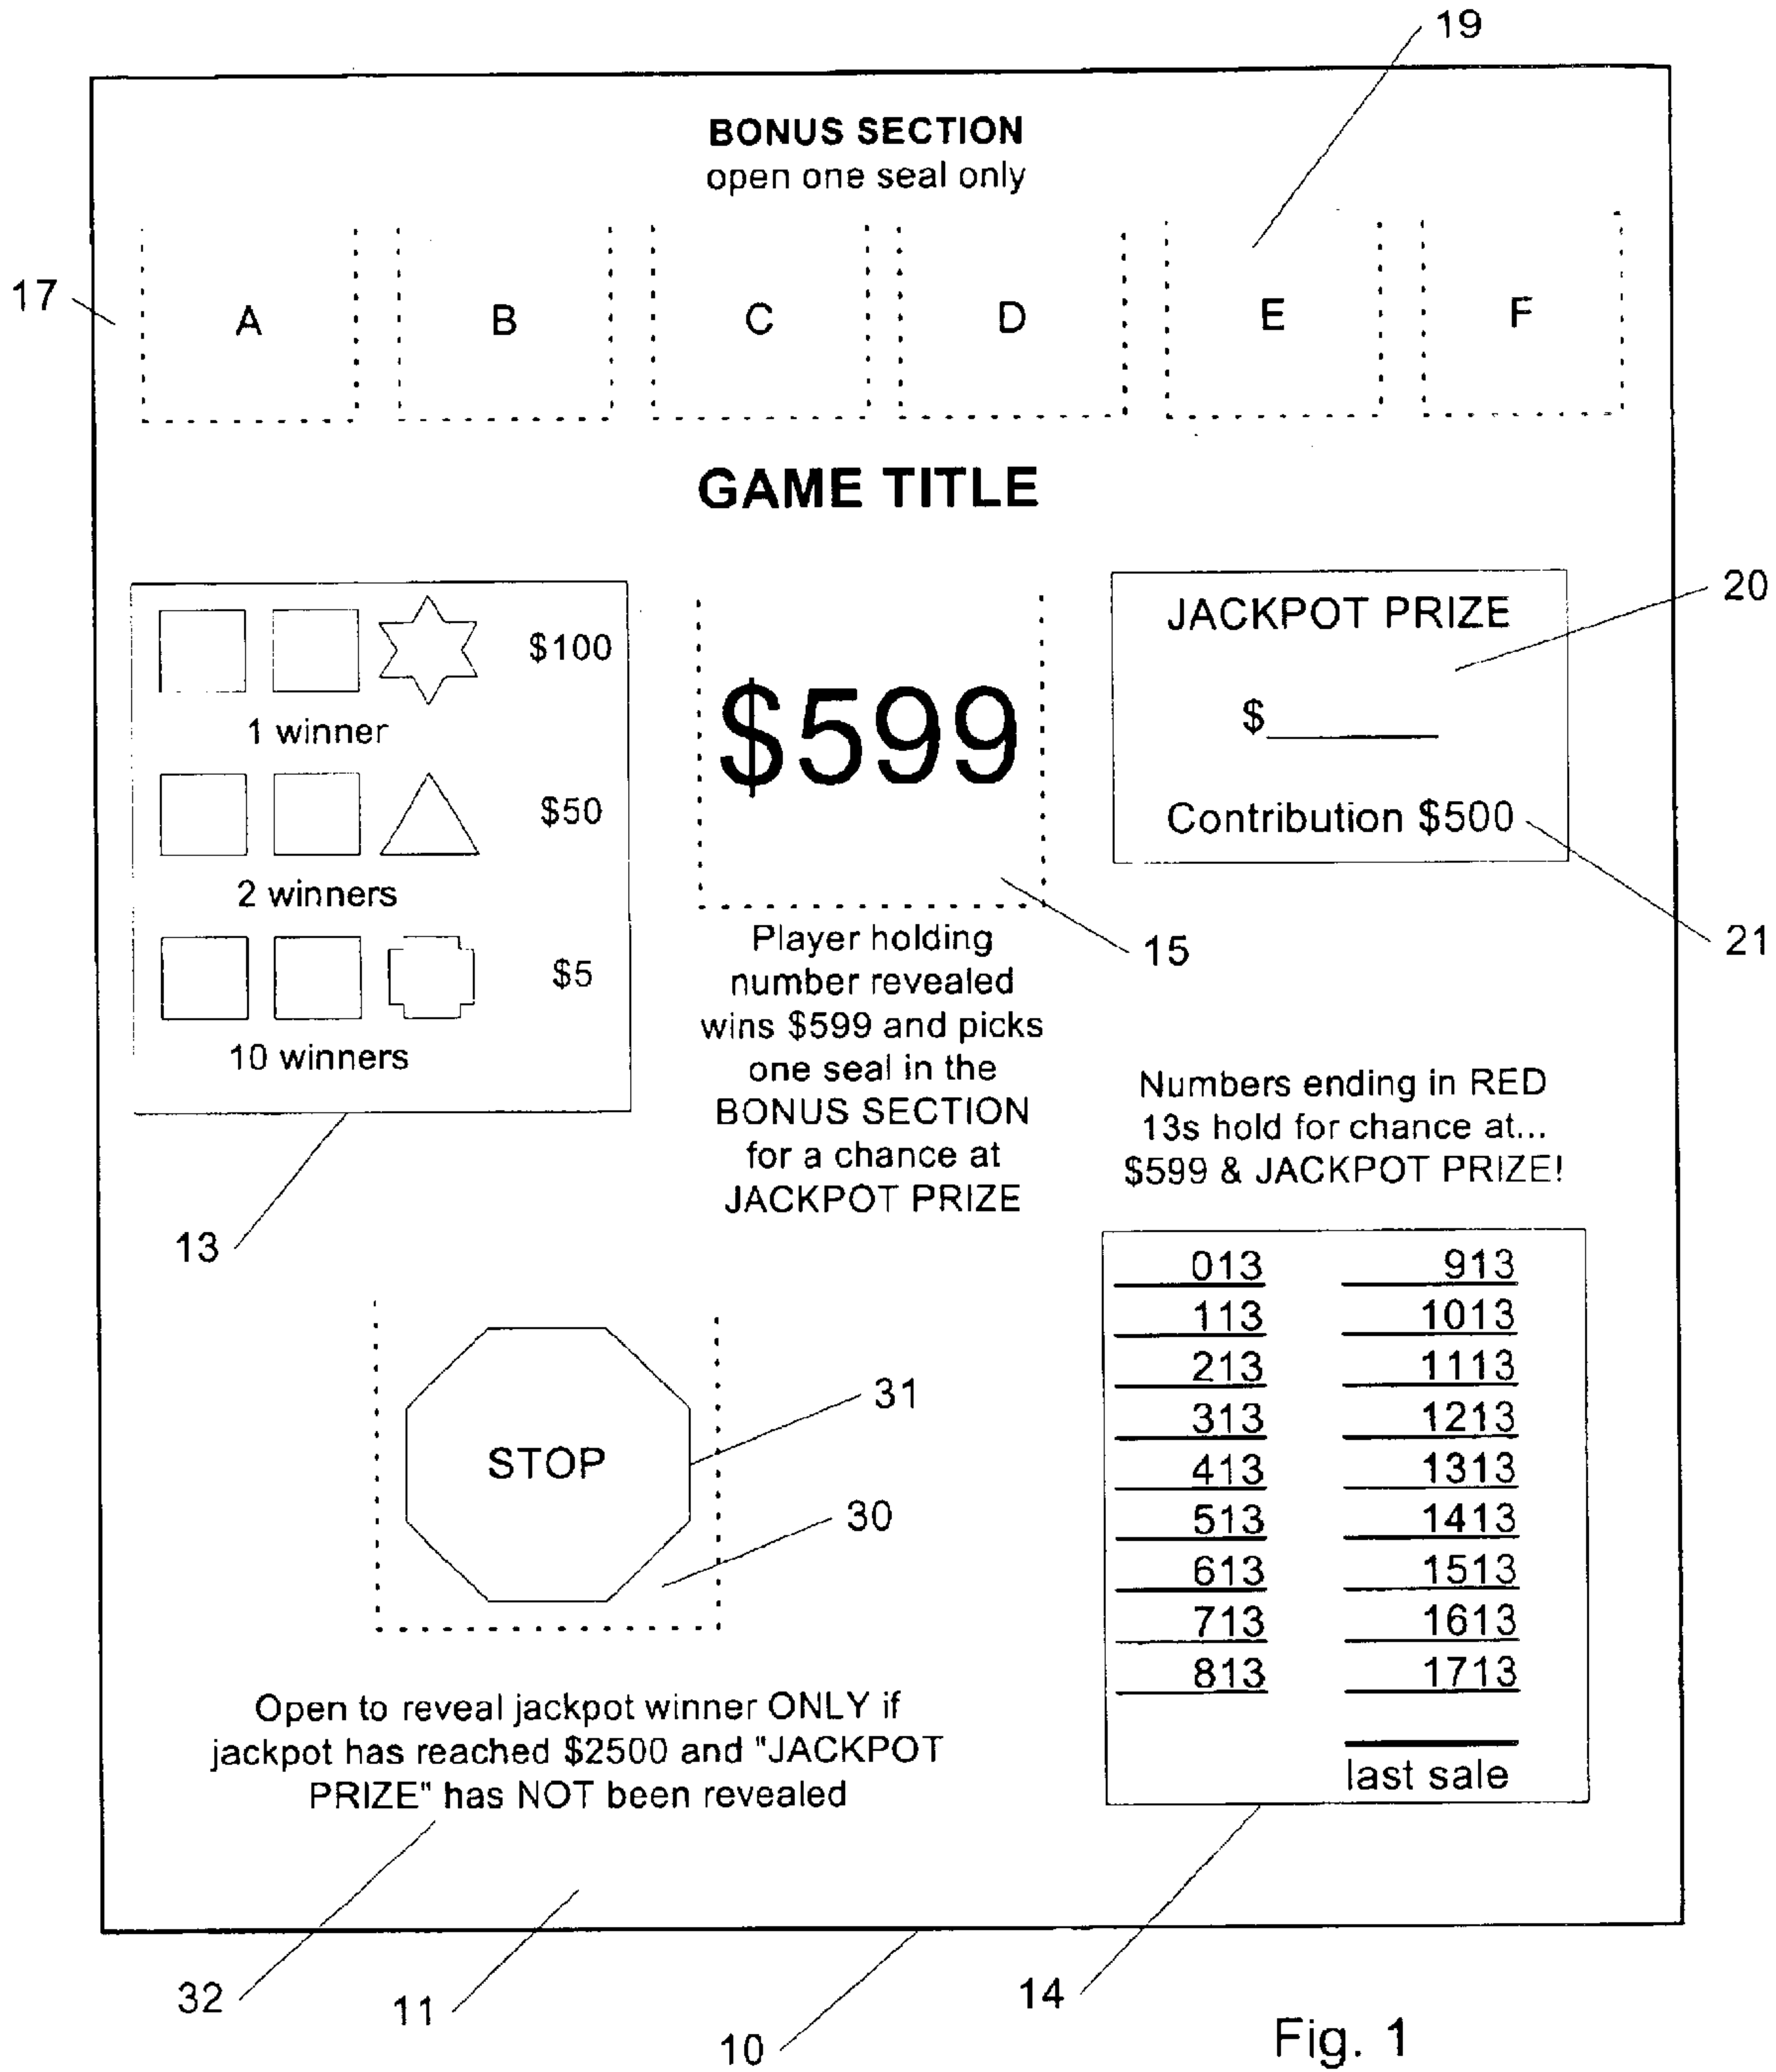 19
BONUS SECTION
open one seal only
17
A B C D E F
GAME TITLE
$100
1 winner
$50
2 winners
$5
10 winners
13
$599
15
Player holding
number revealed
wins $599 and picks
one seal in the
BONUS SECTION
for a chance at
JACKPOT PRIZE
JACKPOT PRIZE
20
$______
Contribution $500
21
Numbers ending in RED
13s hold for chance at...
$599 & JACKPOT PRIZE!
013 913
113 1013
213 1113
313 1213
413 1313
513 1413
613 1513
713 1613
813 1713
last sale
STOP
31
30
Open to reveal jackpot winner ONLY if
jackpot has reached $2500 and "JACKPOT
PRIZE" has NOT been revealed
32
11
10
14
Fig. 1